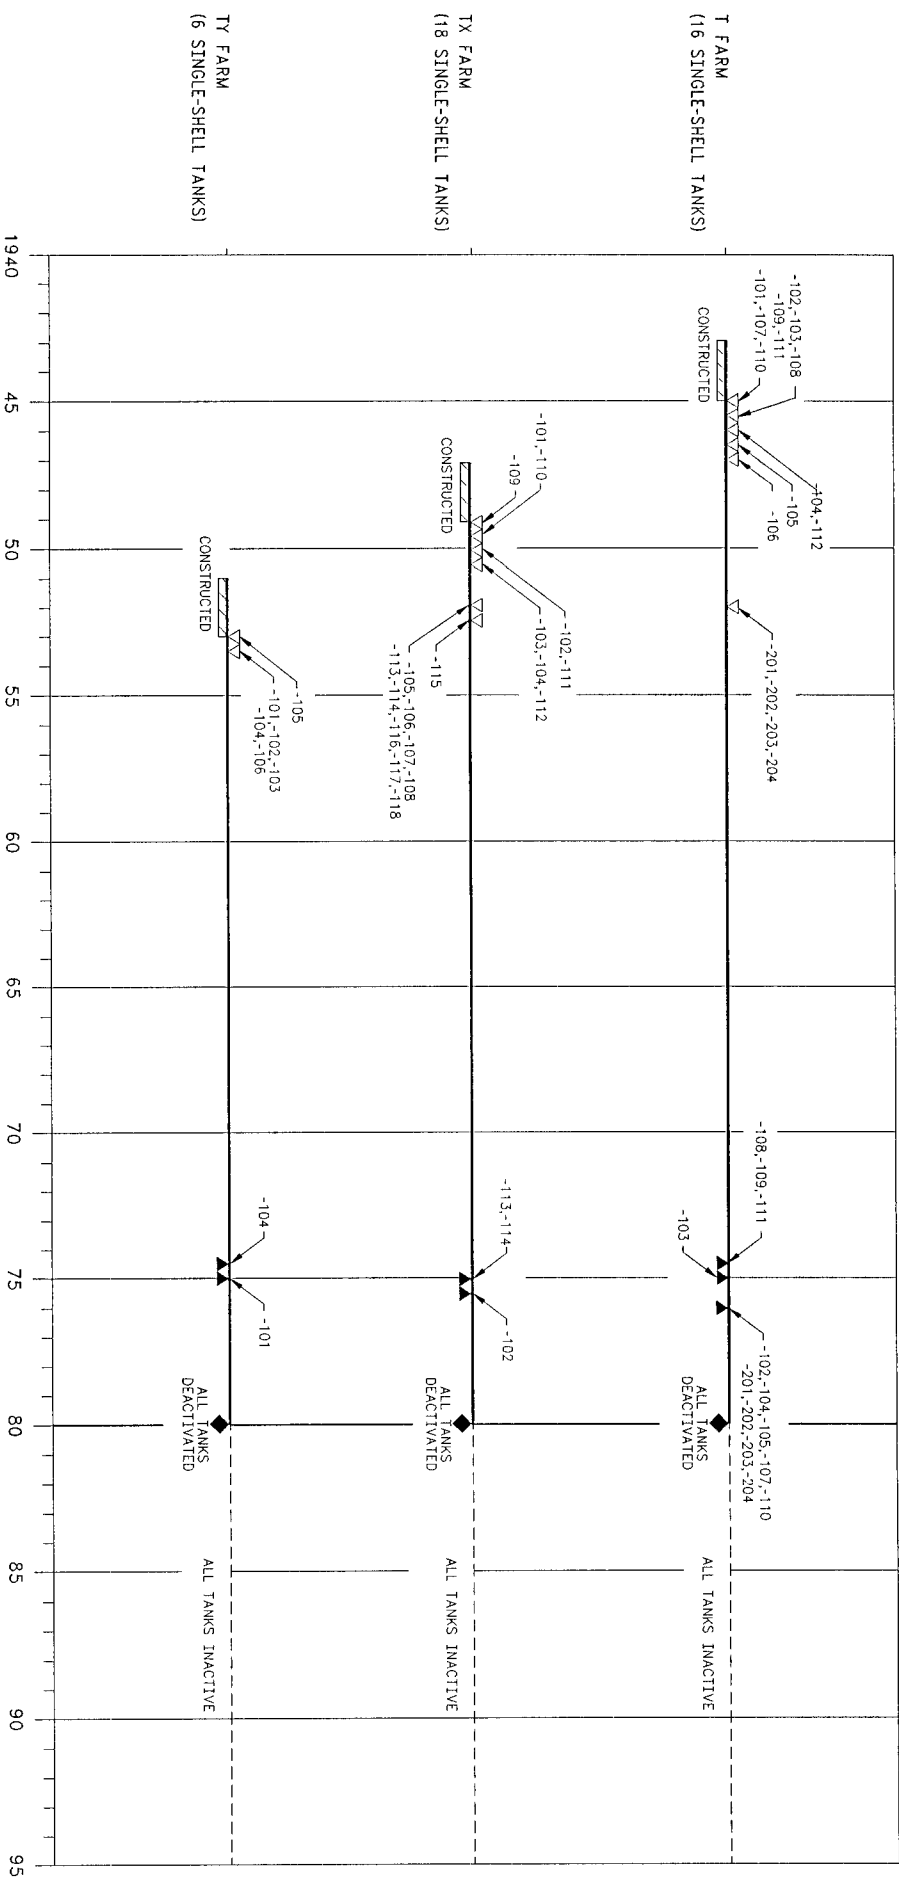 T FARM
(16 SINGLE-SHELL TANKS)
-102,-103,-108
-109,-111
-101,-107,-110
CONSTRUCTED
-104,-112
-105
-106
-201,-202,-203,-204
-108,-109,-111
-103
-102,-104,-105,-107,-110
-201,-202,-203,-204
ALL TANKS
DEACTIVATED
ALL TANKS INACTIVE
TX FARM
(18 SINGLE-SHELL TANKS)
-101,-110
-109
CONSTRUCTED
-102,-111
-103,-104,-112
-115
-105,-106,-107,-108
-113,-114,-116,-117,-118
-113,-114
-102
ALL TANKS
DEACTIVATED
ALL TANKS INACTIVE
TY FARM
(6 SINGLE-SHELL TANKS)
CONSTRUCTED
-105
-101,-102,-103
-104,-106
-104
-101
ALL TANKS
DEACTIVATED
ALL TANKS INACTIVE
1940 45 50 55 60 65 70 75 80 85 90 95